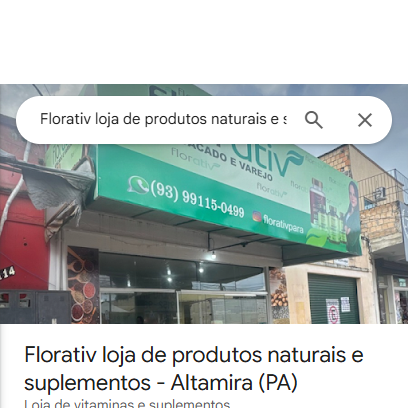 Florativ loja de produtos naturais e s
ativ
ACADO E VAREJO
florativ
(93) 99115-0499
florativpara
114
Florativ loja de produtos naturais e
suplementos - Altamira (PA)
Loja de vitaminas e suplementos